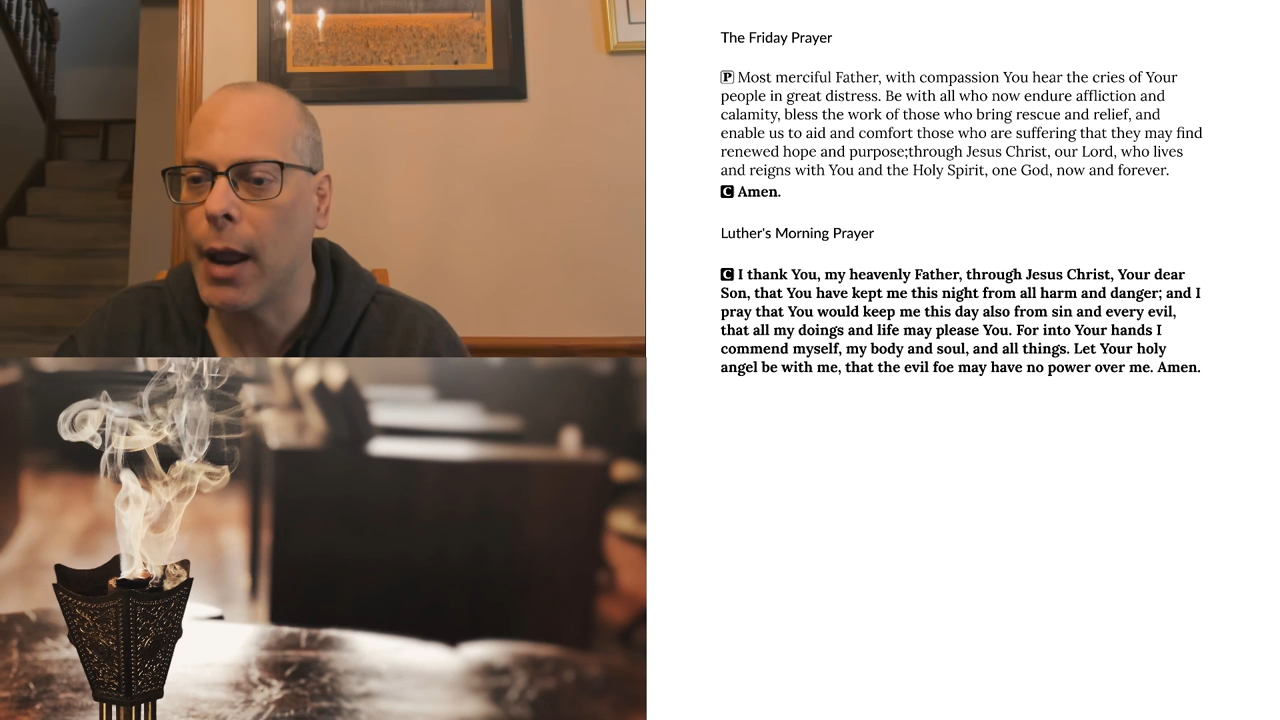 The Friday Prayer
P Most merciful Father, with compassion You hear the cries of Your
people in great distress. Be with all who now endure affliction and
calamity, bless the work of those who bring rescue and relief, and
enable us to aid and comfort those who are suffering that they may find
renewed hope and purpose;through Jesus Christ, our Lord, who lives
and reigns with You and the Holy Spirit, one God, now and forever.
C Amen.
Luther's Morning Prayer
C I thank You, my heavenly Father, through Jesus Christ, Your dear
Son, that You have kept me this night from all harm and danger; and I
pray that You would keep me this day also from sin and every evil,
that all my doings and life may please You. For into Your hands I
commend myself, my body and soul, and all things. Let Your holy
angel be with me, that the evil foe may have no power over me. Amen.